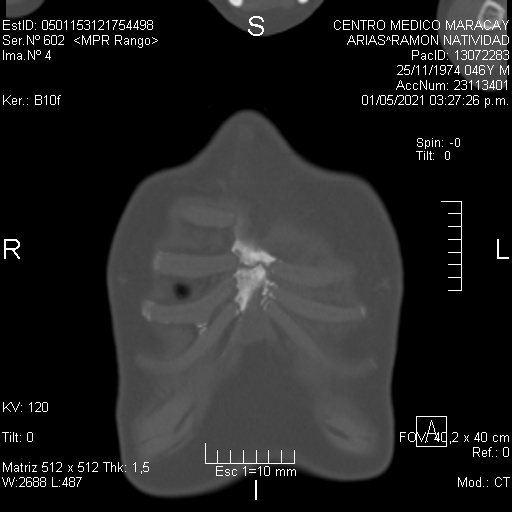 EstID: 0501153121754498
Ser.Nº 602 <MPR Rango>
Ima.Nº 4
Ker.: B10f
S
CENTRO MEDICO MARACAY
ARIAS^RAMON NATIVIDAD
PacID: 13072283
25/11/1974 046Y M
AccNum: 23113401
01/05/2021 03:27:26 p.m.
Spin: -0
Tilt: 0
R
L
KV: 120
Tilt: 0
Matriz 512 x 512 Thk: 1,5
W:2688 L:487
Esc 1=10 mm
I
A
FOV 40,2 x 40 cm
Ref.: 0
Mod.: CT